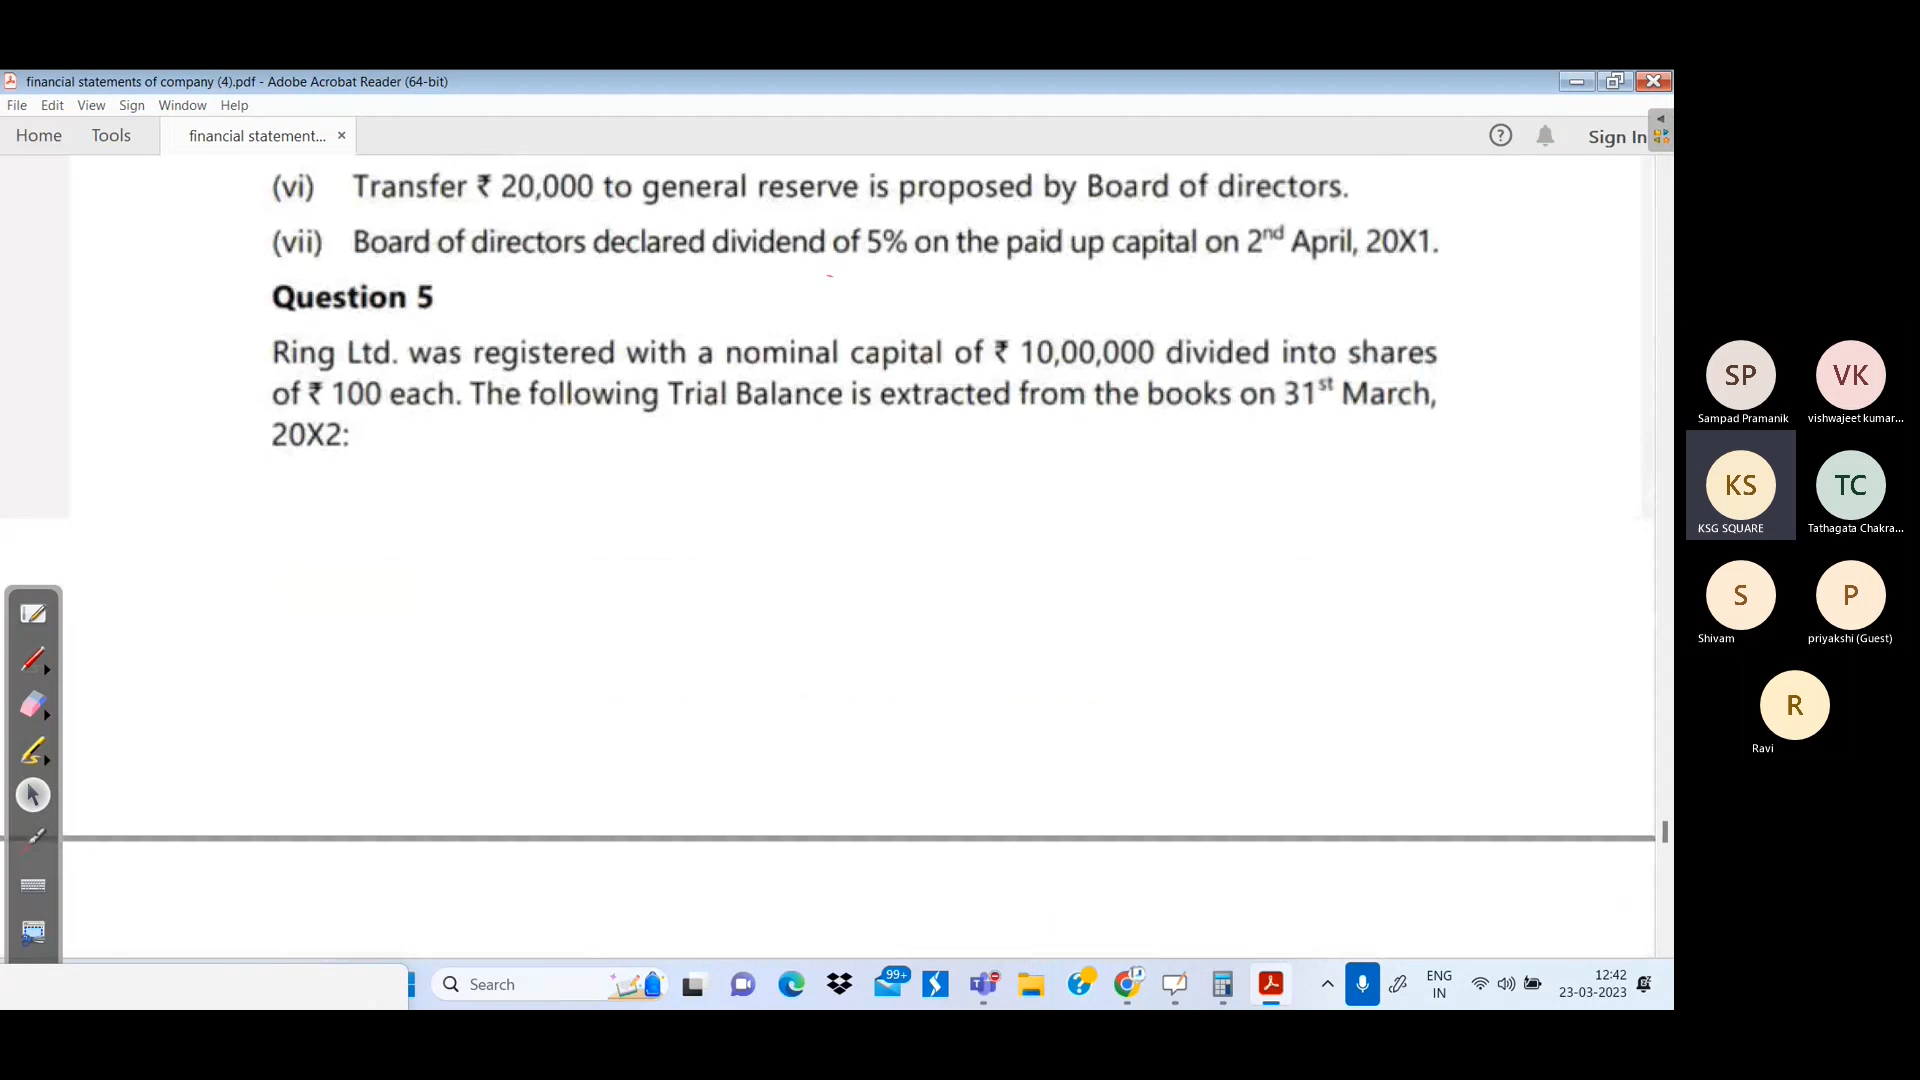 financial statements of company (4).pdf - Adobe Acrobat Reader (64-bit)
File Edit View Sign Window Help
Home Tools financial statement... × Sign In
(vi) Transfer ₹ 20,000 to general reserve is proposed by Board of directors.
(vii) Board of directors declared dividend of 5% on the paid up capital on 2nd April, 20X1.
Question 5
Ring Ltd. was registered with a nominal capital of ₹ 10,00,000 divided into shares
of ₹ 100 each. The following Trial Balance is extracted from the books on 31st March,
20X2:
SP VK
Sampad Pramanik vishwajeet kumar...
KS TC
KSG SQUARE Tathagata Chakra...
S P
Shivam priyakshi (Guest)
R
Ravi
Search 99+ ENG 12:42
IN 23-03-2023